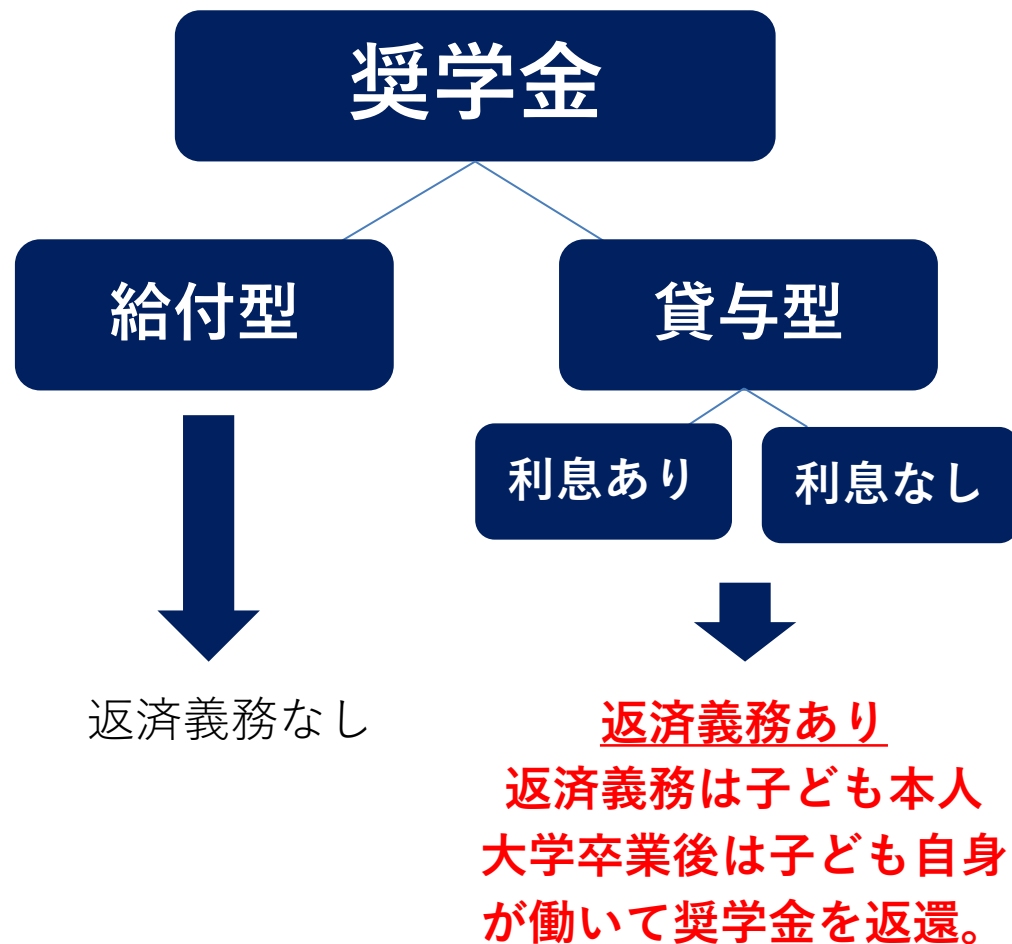 奨学金
給付型
貸与型
利息あり
利息なし
返済義務なし
返済義務あり
返済義務は子ども本人
大学卒業後は子ども自身
が働いて奨学金を返還。